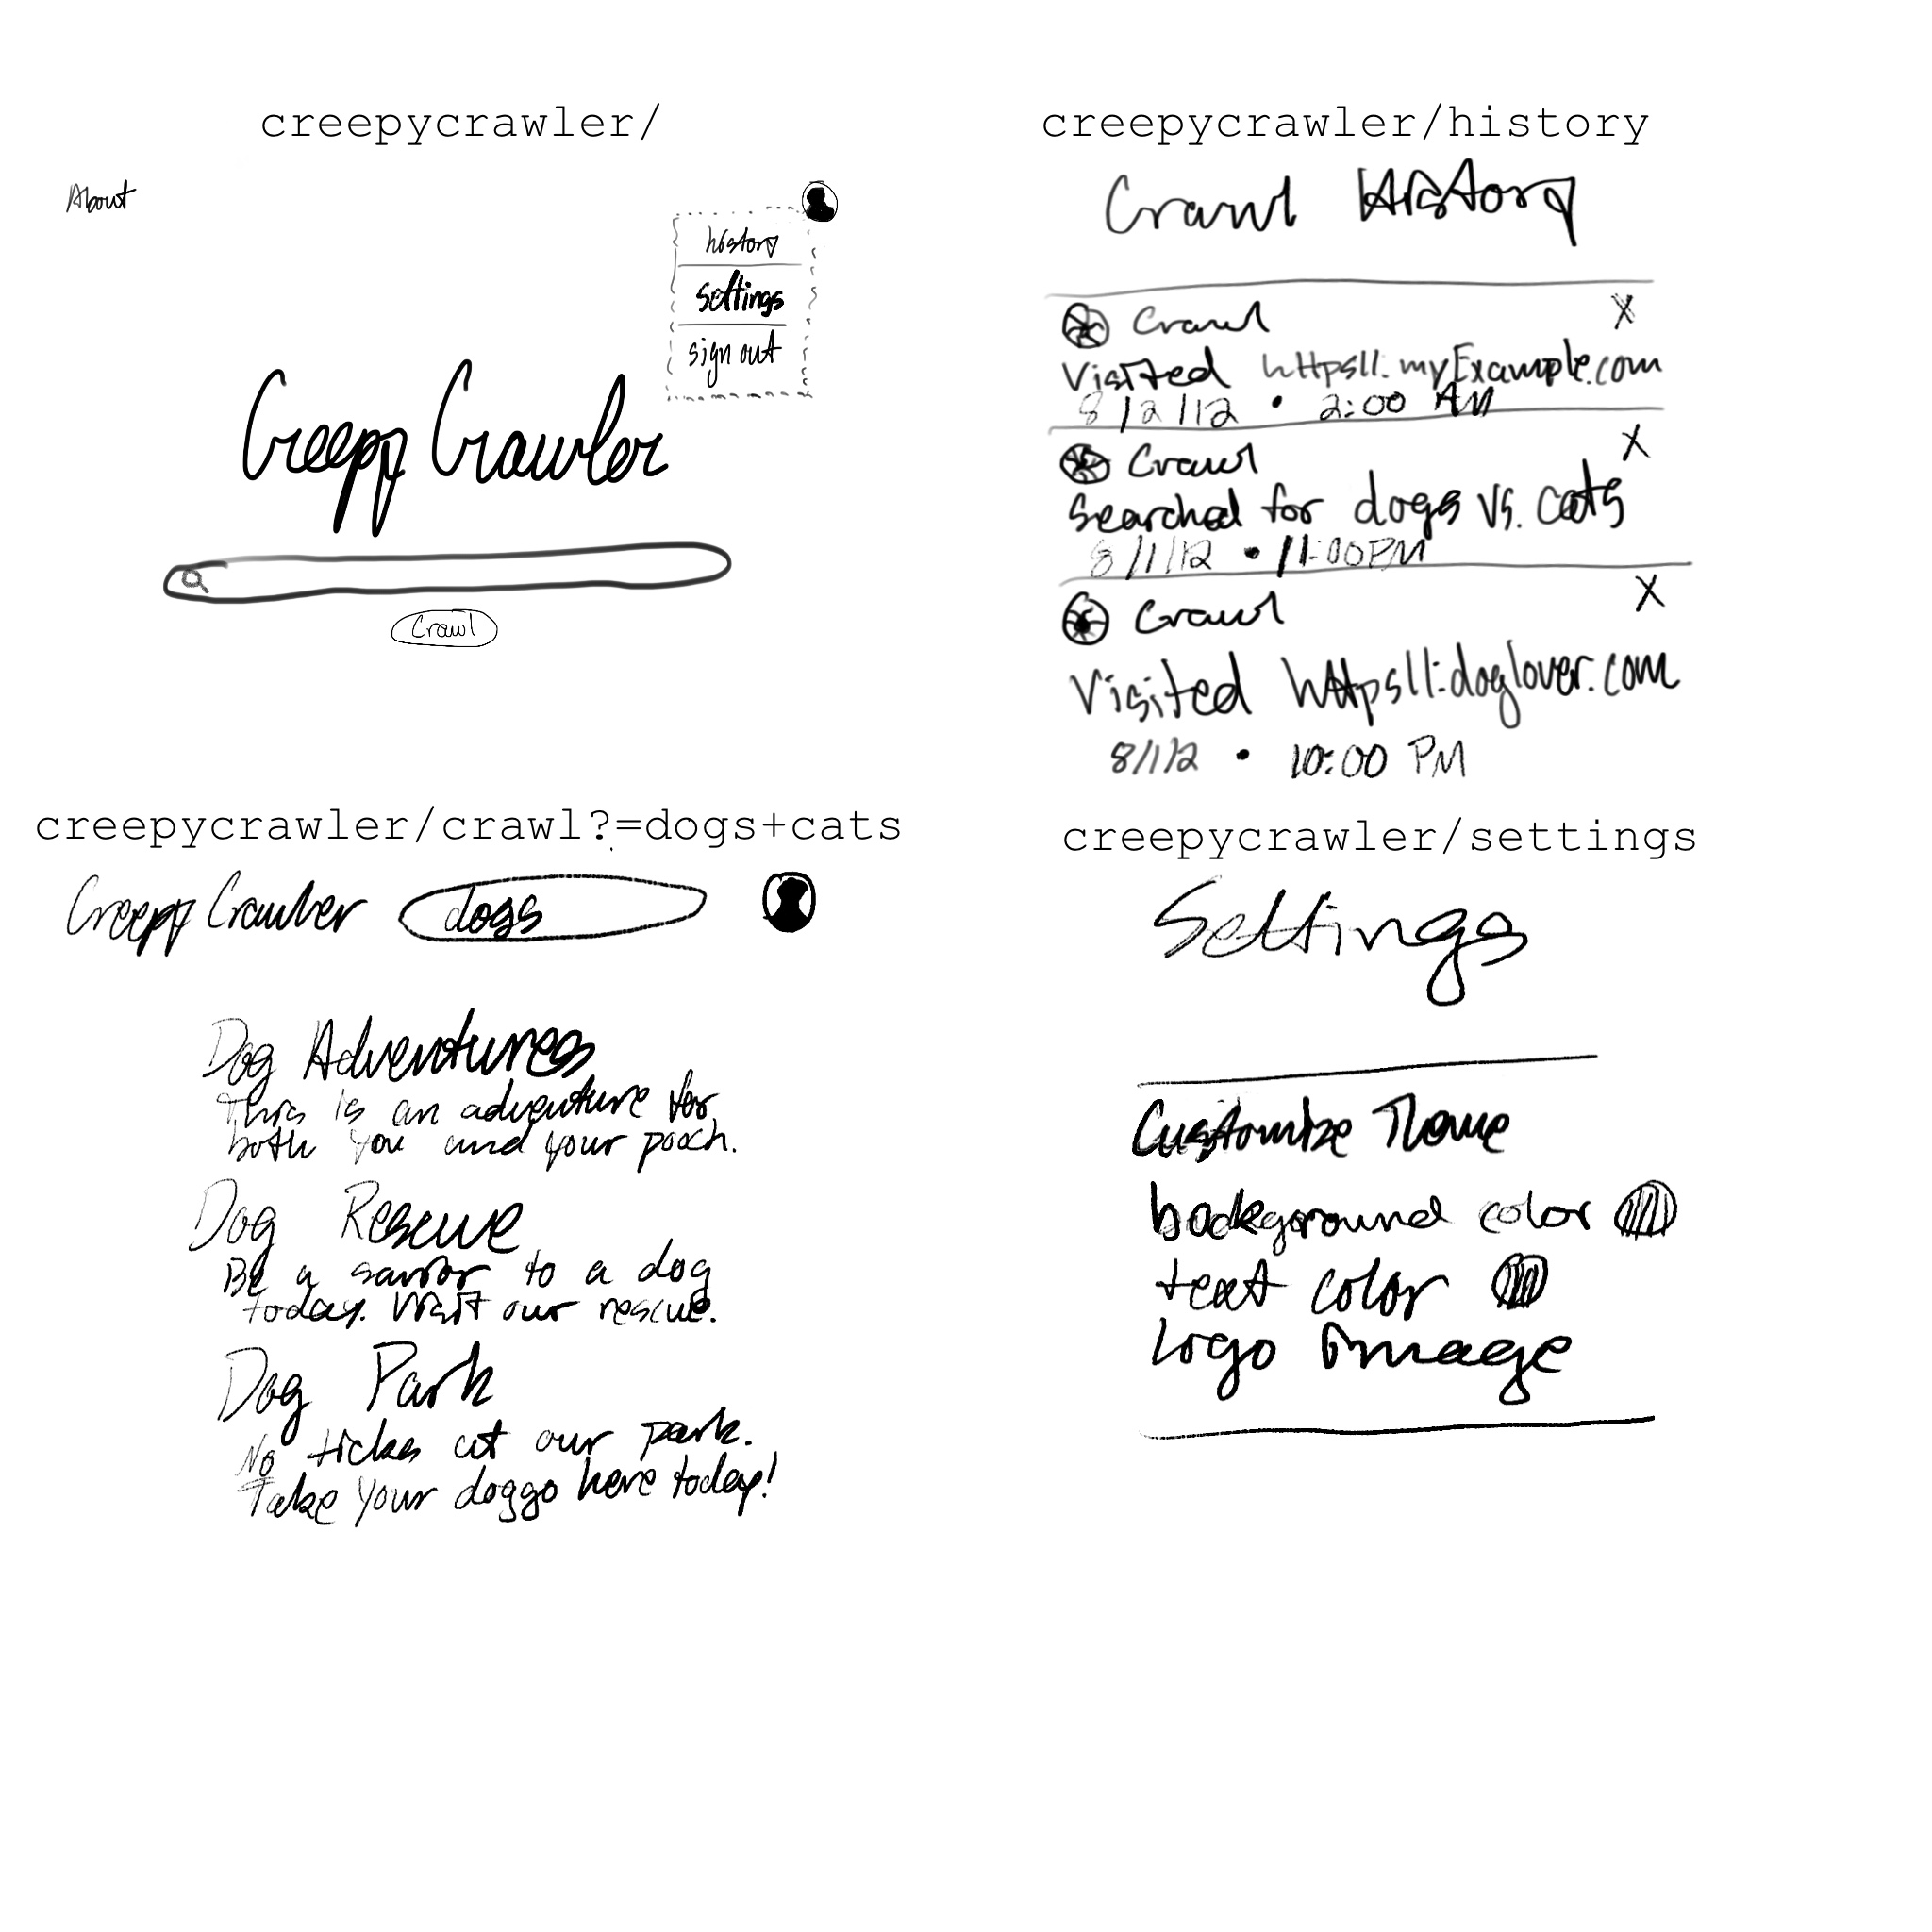 creepycrawler/
About
history
settings
sign out
Creepy Crawler
Crawl
creepycrawler/history
Crawl History
Crawl X
Visited https||:myExample.com
8/2/12 • 2:00 AM
Crawl X
Searched for dogs vs. cats
8/1/12 • 11:00PM
Crawl X
Visited https||:doglover.com
8/1/12 • 10:00 PM
creepycrawler/crawl?=dogs+cats
Creepy Crawler dogs
Dog Adventures
This is an adventure for
both you and your pooch.
Dog Rescue
Be a savior to a dog
today. Visit our rescue.
Dog Park
No ticks at our park.
Take your doggo here today!
creepycrawler/settings
Settings
Customize Theme
background color
text color
Logo Image